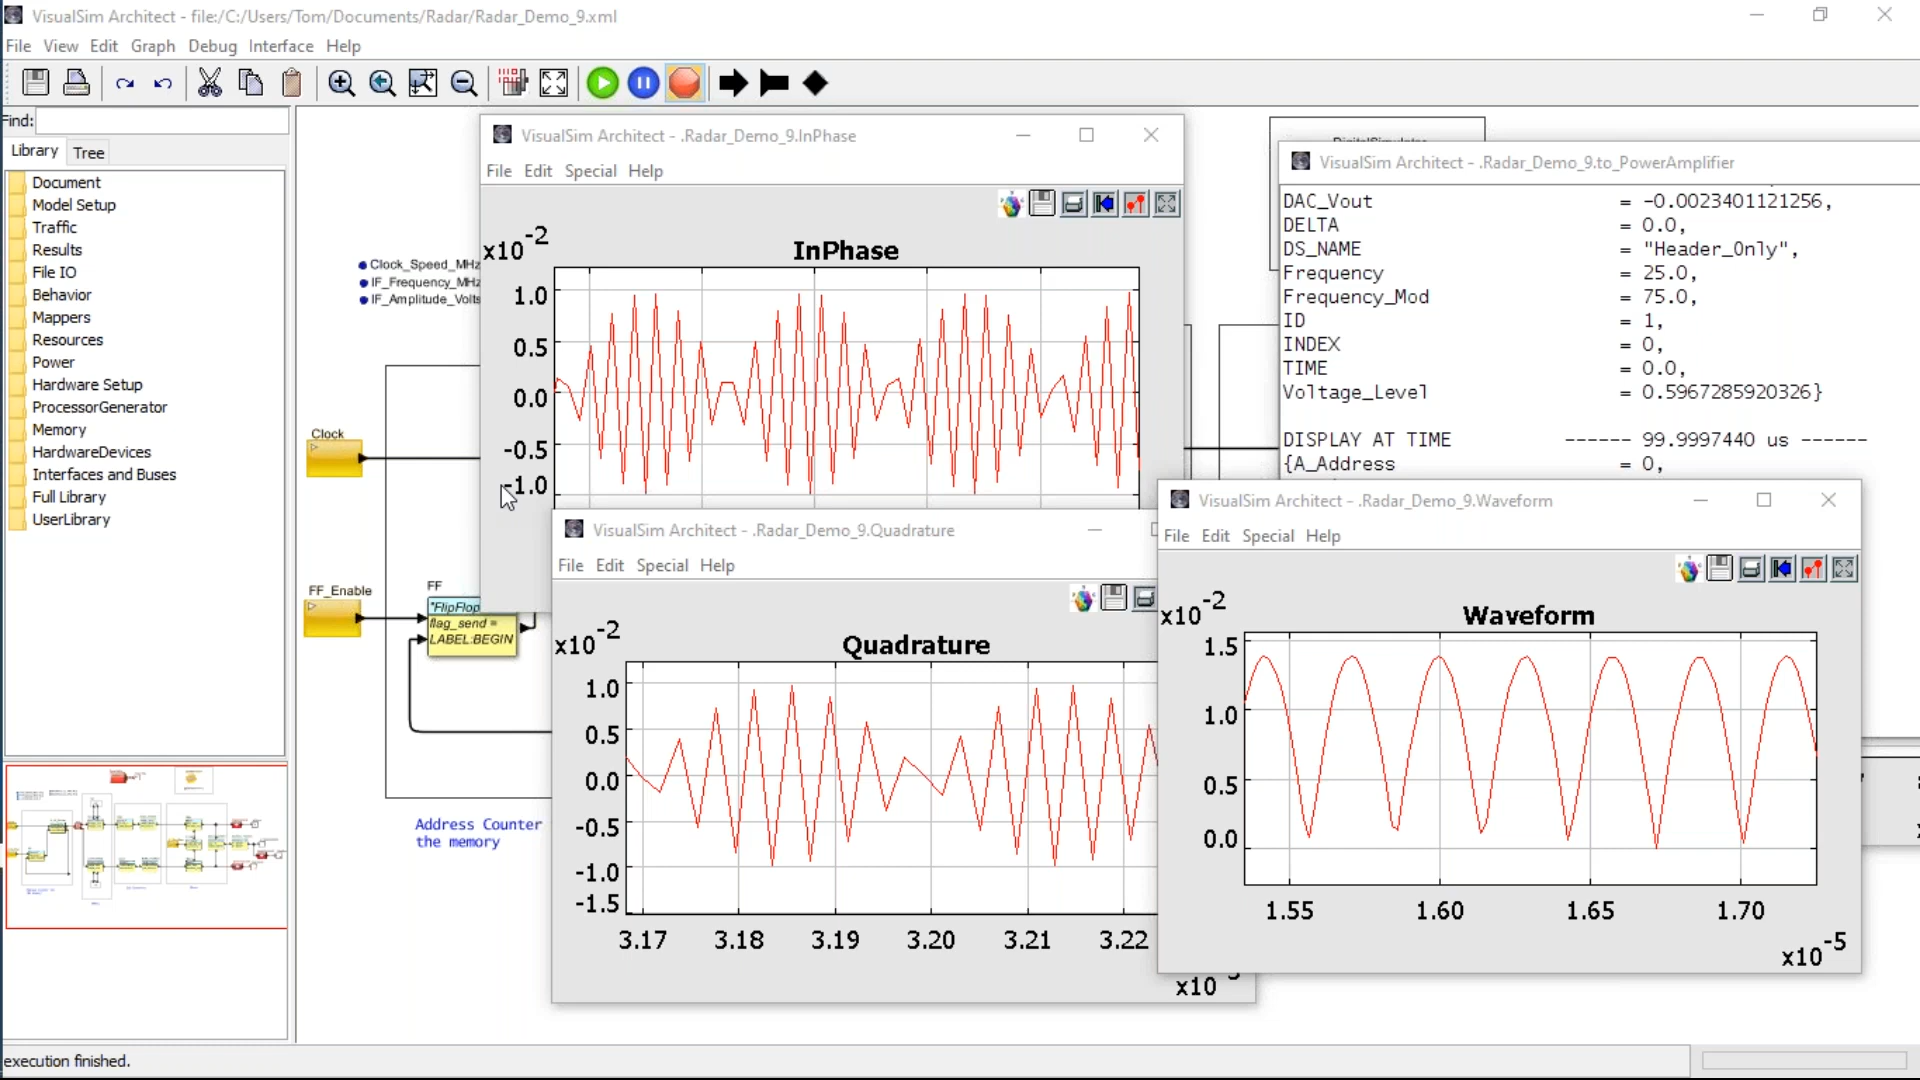 VisualSim Architect - file:/C:/Users/Tom/Documents/Radar/Radar_Demo_9.xml
File View Edit Graph Debug Interface Help
Find:
Library Tree
Document
Model Setup
Traffic
Results
File IO
Behavior
Mappers
Resources
Power
Hardware Setup
ProcessorGenerator
Memory
HardwareDevices
Interfaces and Buses
Full Library
UserLibrary
Clock_Speed_MHz
IF_Frequency_MHz
IF_Amplitude_Volts
Clock
FF_Enable
FF
"FlipFlop
flag_send =
LABEL:BEGIN
Address Counter
the memory
VisualSim Architect - .Radar_Demo_9.InPhase
File Edit Special Help
x10-2
InPhase
1.0
0.5
0.0
-0.5
-1.0
VisualSim Architect - .Radar_Demo_9.Quadrature
File Edit Special Help
x10-2
Quadrature
1.0
0.5
0.0
-0.5
-1.0
-1.5
3.17 3.18 3.19 3.20 3.21 3.22
x10
VisualSim Architect - .Radar_Demo_9.to_PowerAmplifier
DAC_Vout = -0.0023401121256,
DELTA = 0.0,
DS_NAME = "Header_Only",
Frequency = 25.0,
Frequency_Mod = 75.0,
ID = 1,
INDEX = 0,
TIME = 0.0,
Voltage_Level = 0.5967285920326}
DISPLAY AT TIME ------ 99.9997440 us ------
{A_Address = 0,
VisualSim Architect - .Radar_Demo_9.Waveform
File Edit Special Help
x10-2
Waveform
1.5
1.0
0.5
0.0
1.55 1.60 1.65 1.70
x10-5
execution finished.